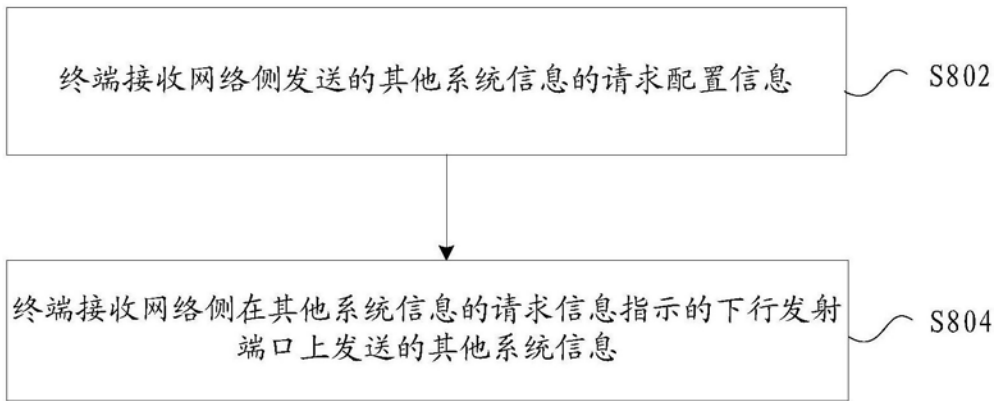 终端接收网络侧发送的其他系统信息的请求配置信息
S802
终端接收网络侧在其他系统信息的请求信息指示的下行发射
端口上发送的其他系统信息
S804